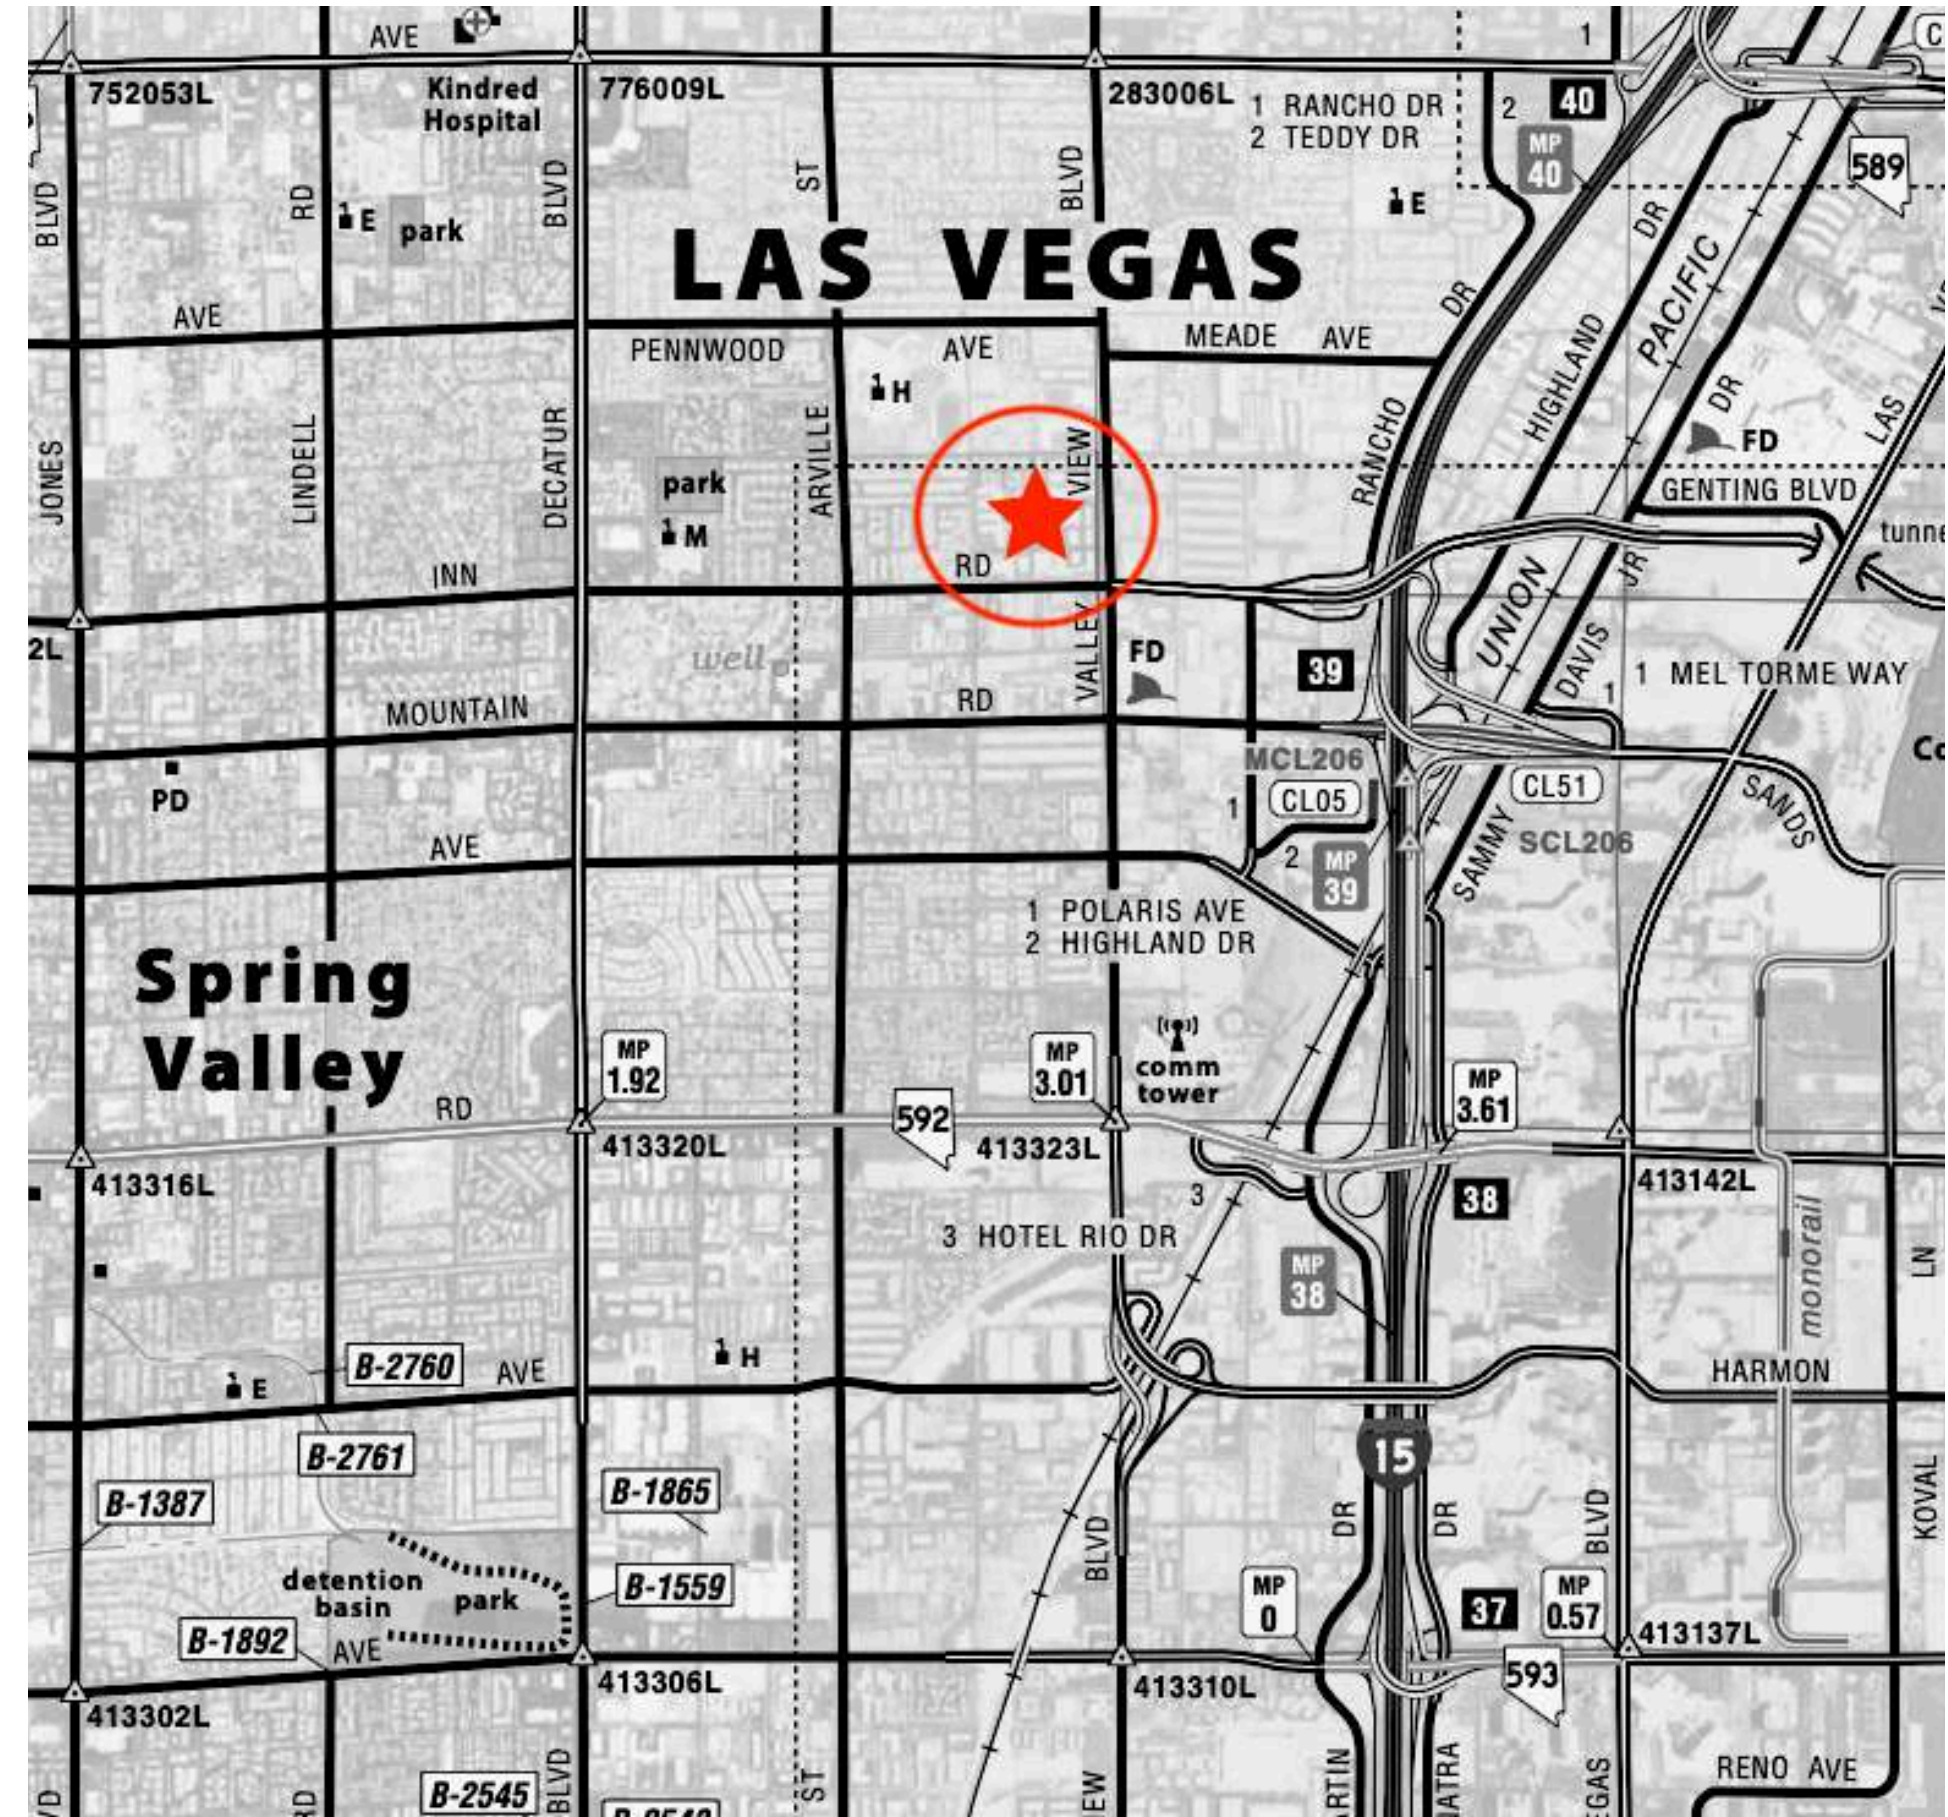 AVE
C
752053L
Kindred
Hospital
776009L
283006L
1 RANCHO DR
2 TEDDY DR
1
2
40
MP
40
589
BLVD
RD
BLVD
ST
BLVD
1 E
park
1 E
DR
LAS VEGAS
PACIFIC
DR
AVE
PENNWOOD
AVE
MEADE AVE
HIGHLAND
1 H
DR
LAS
FD
JONES
LINDELL
DECATUR
ARVILLE
VIEW
RANCHO
park
GENTING BLVD
1 M
INN
RD
UNION
JR
2L
well
VALLEY
FD
39
DAVIS
1
1 MEL TORME WAY
MOUNTAIN
RD
MCL206
PD
CL05
CL51
SANDS
1
AVE
2
MP
39
SAMMY
SCL206
1 POLARIS AVE
2 HIGHLAND DR
Spring
Valley
MP
1.92
MP
3.01
comm
tower
MP
3.61
RD
592
413316L
413320L
413323L
413142L
3
38
3 HOTEL RIO DR
MP
38
monorail
LN
B-2760
AVE
1 H
1 E
HARMON
B-2761
15
B-1387
B-1865
BLVD
DR
DR
BLVD
KOVAL
detention
basin
park
B-1559
MP
0
37
MP
0.57
B-1892
AVE
413137L
413306L
413310L
593
413302L
B-2545
BLVD
ST
RENO AVE